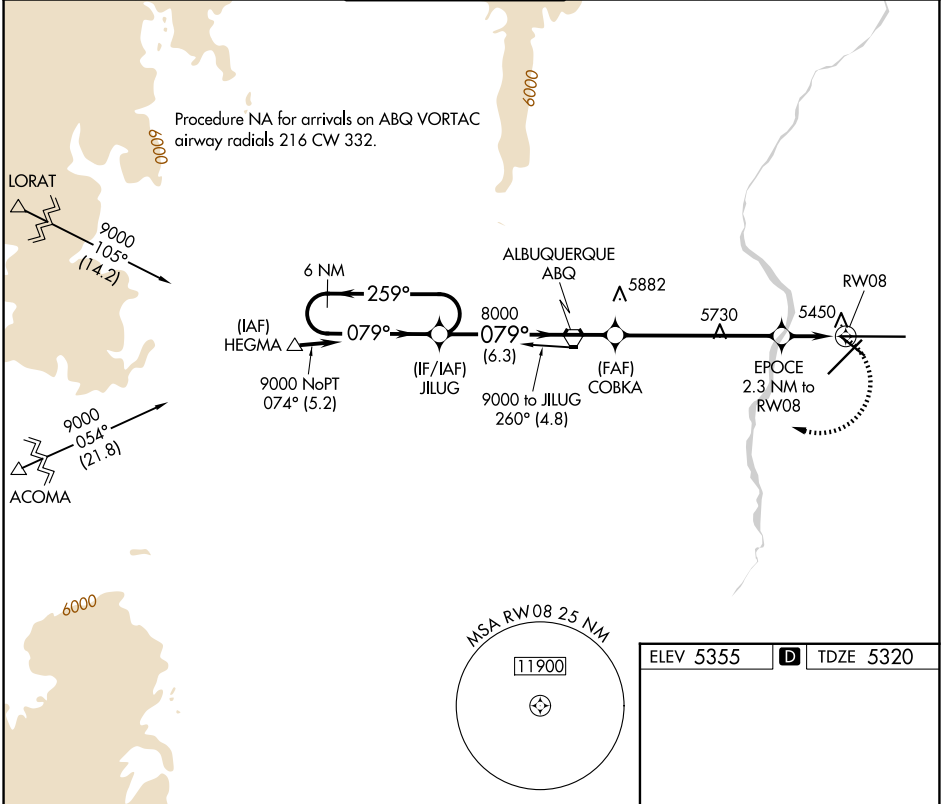 Procedure NA for arrivals on ABQ VORTAC
airway radials 216 CW 332.
6000
6000
LORAT
9000
105°
(14.2)
6 NM
259°
079°
(IAF)
HEGMA
9000 NoPT
074° (5.2)
(IF/IAF)
JILUG
8000
079°
(6.3)
9000 to JILUG
260° (4.8)
ALBUQUERQUE
ABQ
5882
(FAF)
COBKA
5730
5450
RW08
EPOCE
2.3 NM to
RW08
9000
054°
(21.8)
ACOMA
6000
MSA RW08 25 NM
11900
ELEV 5355
D
TDZE 5320